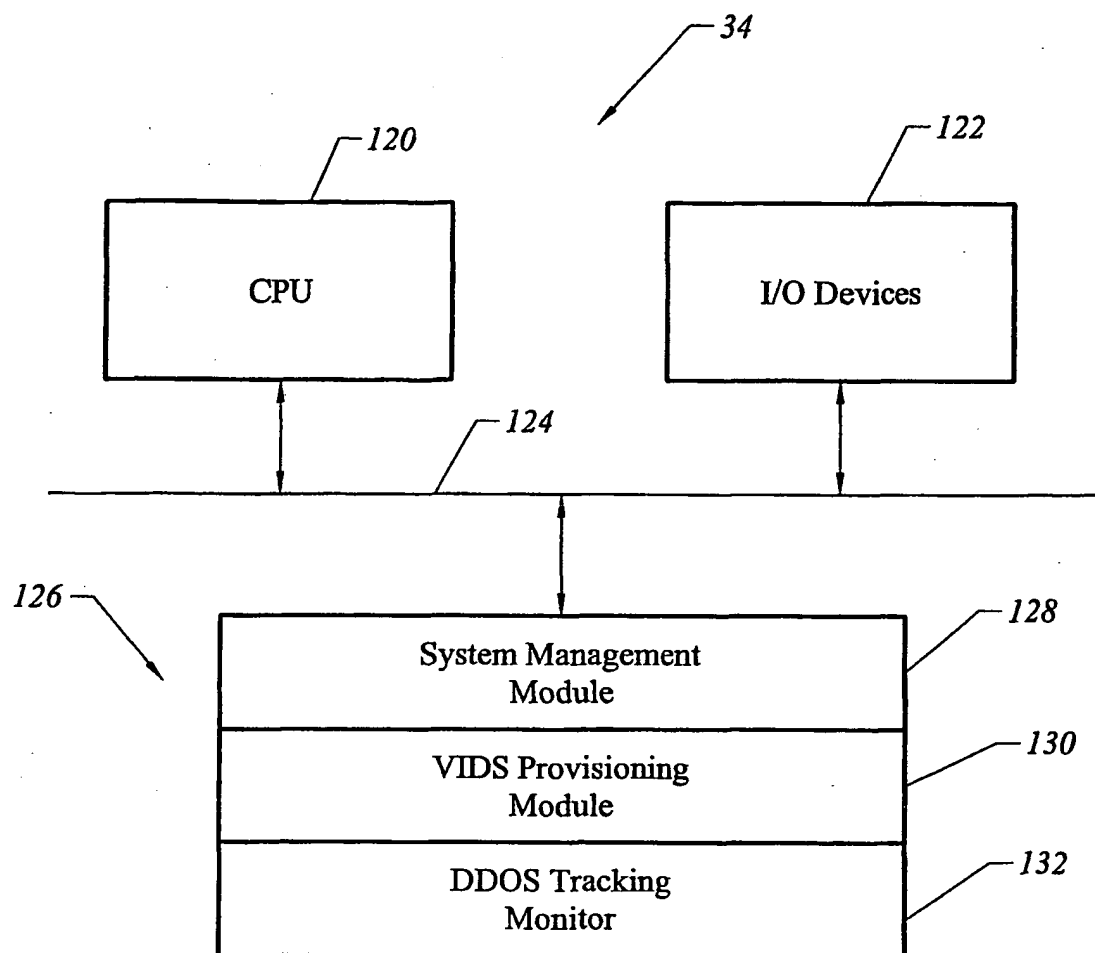 34
120
122
CPU
I/O Devices
124
126
128
System Management
Module
130
VIDS Provisioning
Module
132
DDOS Tracking
Monitor